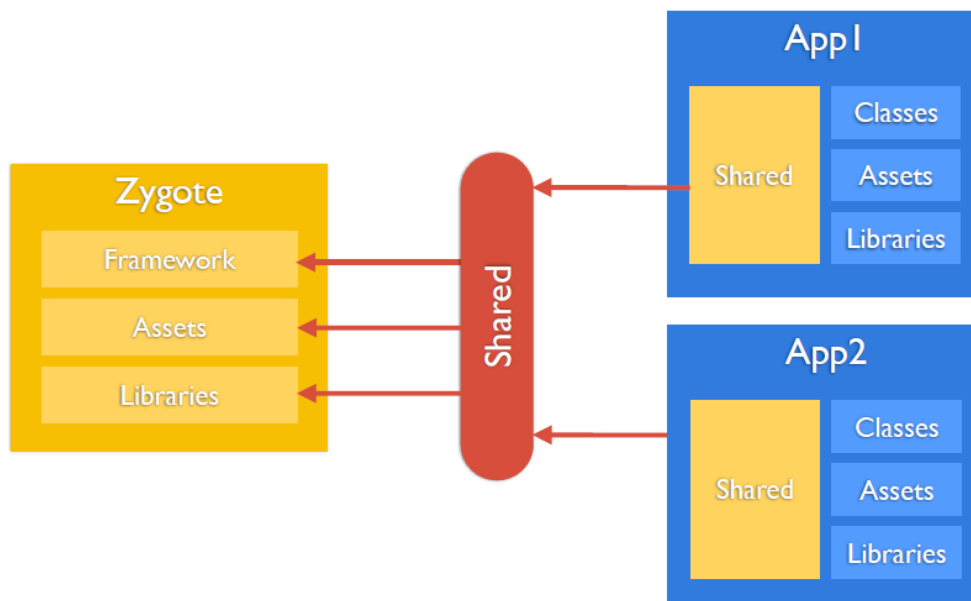 Zygote
Framework
Assets
Libraries
Shared
App1
Shared
Classes
Assets
Libraries
App2
Shared
Classes
Assets
Libraries